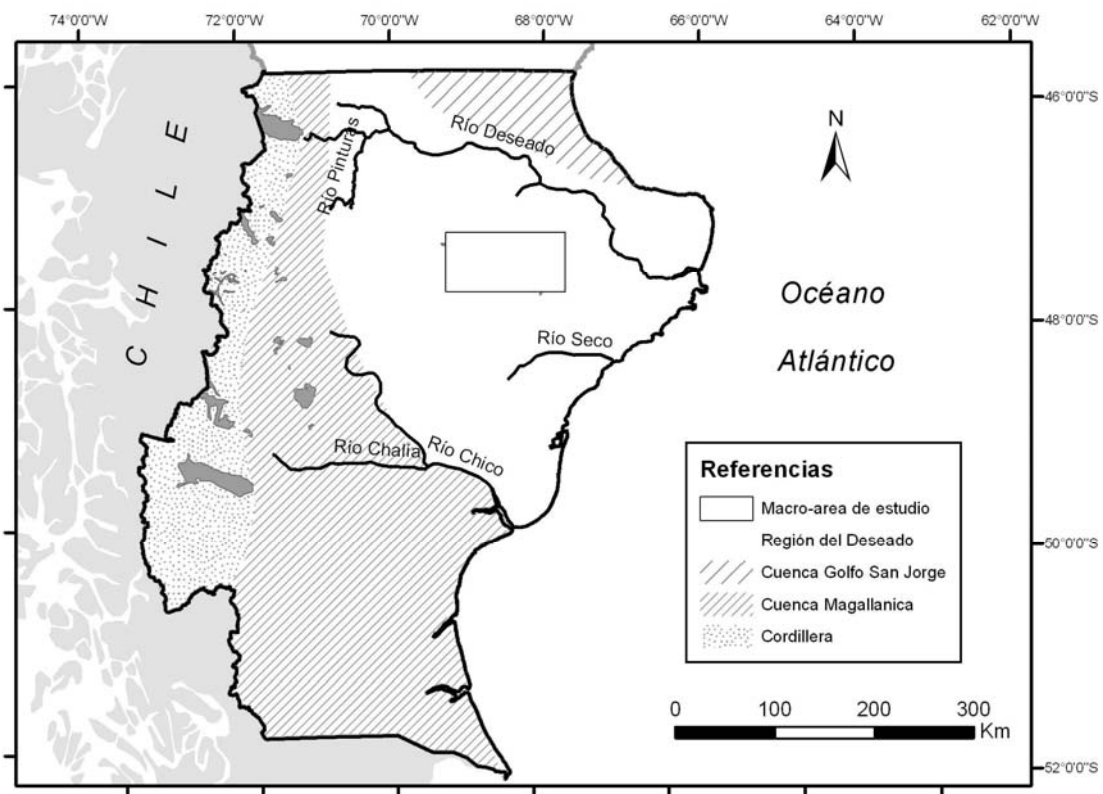 74°0'0"W 72°0'0"W 70°0'0"W 68°0'0"W 66°0'0"W 64°0'0"W 62°0'0"W
46°0'0"S
48°0'0"S
50°0'0"S
52°0'0"S
CHILE
N
Río Deseado
Río Pinturas
Río Seco
Río Chalia
Río Chico
Océano
Atlántico
Referencias
Macro-area de estudio
Región del Deseado
Cuenca Golfo San Jorge
Cuenca Magallanica
Cordillera
0 100 200 300
Km